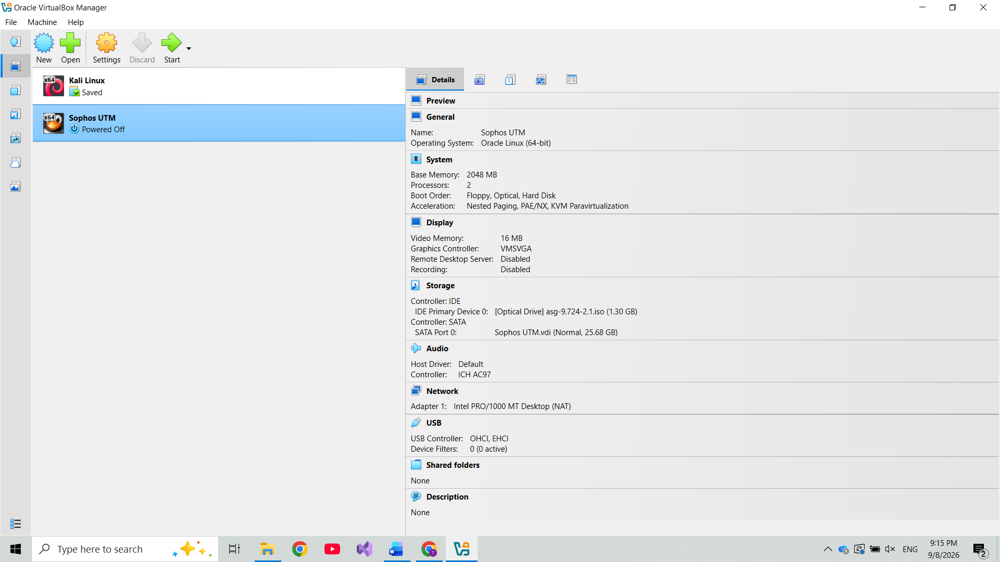 Oracle VirtualBox Manager
File Machine Help
New Open Settings Discard Start
x64 Kali Linux
Saved
x64 Sophos UTM
Powered Off
Details
Preview
General
Name: Sophos UTM
Operating System: Oracle Linux (64-bit)
System
Base Memory: 2048 MB
Processors: 2
Boot Order: Floppy, Optical, Hard Disk
Acceleration: Nested Paging, PAE/NX, KVM Paravirtualization
Display
Video Memory: 16 MB
Graphics Controller: VMSVGA
Remote Desktop Server: Disabled
Recording: Disabled
Storage
Controller: IDE
IDE Primary Device 0: [Optical Drive] asg-9.724-2.1.iso (1.30 GB)
Controller: SATA
SATA Port 0: Sophos UTM.vdi (Normal, 25.68 GB)
Audio
Host Driver: Default
Controller: ICH AC97
Network
Adapter 1: Intel PRO/1000 MT Desktop (NAT)
USB
USB Controller: OHCI, EHCI
Device Filters: 0 (0 active)
Shared folders
None
Description
None
Type here to search
W
T
ENG
9:15 PM
9/8/2026
2